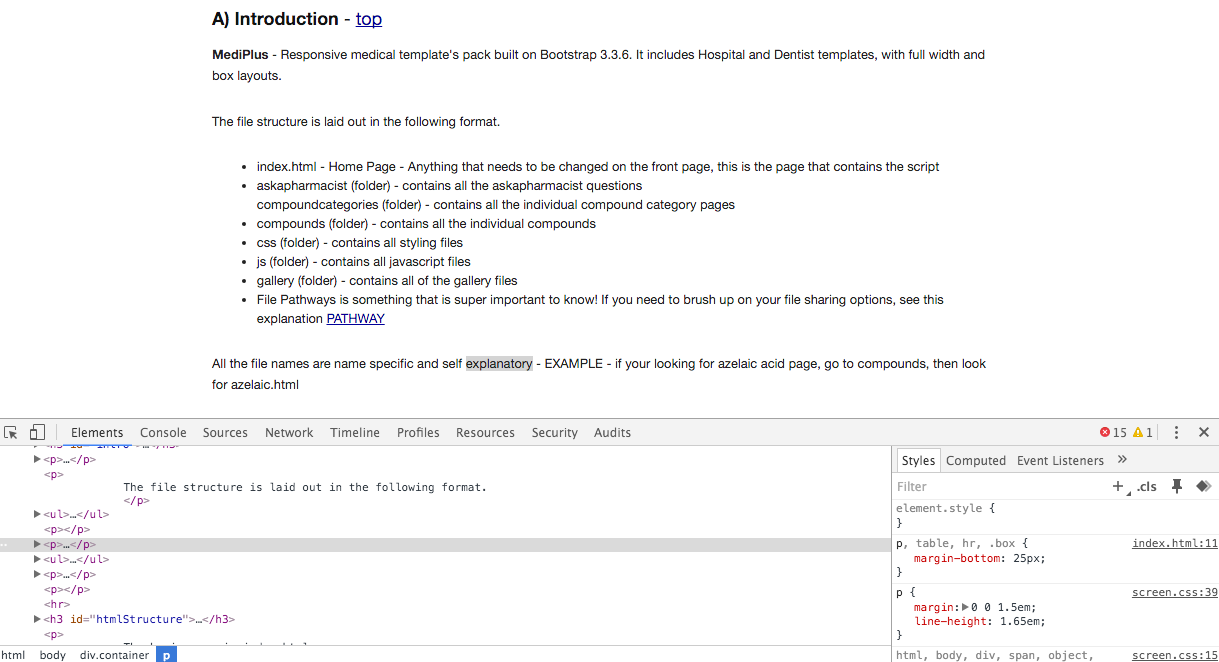 A) Introduction - top
MediPlus - Responsive medical template's pack built on Bootstrap 3.3.6. It includes Hospital and Dentist templates, with full width and
box layouts.
The file structure is laid out in the following format.
index.html - Home Page - Anything that needs to be changed on the front page, this is the page that contains the script
askapharmacist (folder) - contains all the askapharmacist questions
compoundcategories (folder) - contains all the individual compound category pages
compounds (folder) - contains all the individual compounds
css (folder) - contains all styling files
js (folder) - contains all javascript files
gallery (folder) - contains all of the gallery files
File Pathways is something that is super important to know! If you need to brush up on your file sharing options, see this
explanation PATHWAY
All the file names are name specific and self explanatory - EXAMPLE - if your looking for azelaic acid page, go to compounds, then look
for azelaic.html
Elements Console Sources Network Timeline Profiles Resources Security Audits 15 1
<p>…</p>
<p>
The file structure is laid out in the following format.
</p>
<ul>…</ul>
<p></p>
<p>…</p>
<ul>…</ul>
<p>…</p>
<p></p>
<hr>
<h3 id="htmlStructure">…</h3>
<p>
html body div.container p
Styles Computed Event Listeners »
Filter + .cls
element.style {
}
p, table, hr, .box { index.html:11
margin-bottom: 25px;
}
p { screen.css:39
margin: 0 0 1.5em;
line-height: 1.65em;
}
html, body, div, span, object, screen.css:15